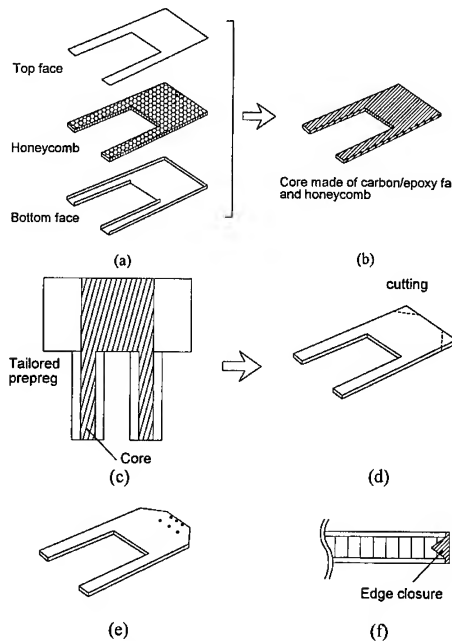 Top face
Honeycomb
Bottom face
(a)
Core made of carbon/epoxy fa
and honeycomb
(b)
Tailored
prepreg
Core
(c)
cutting
(d)
(e)
Edge closure
(f)